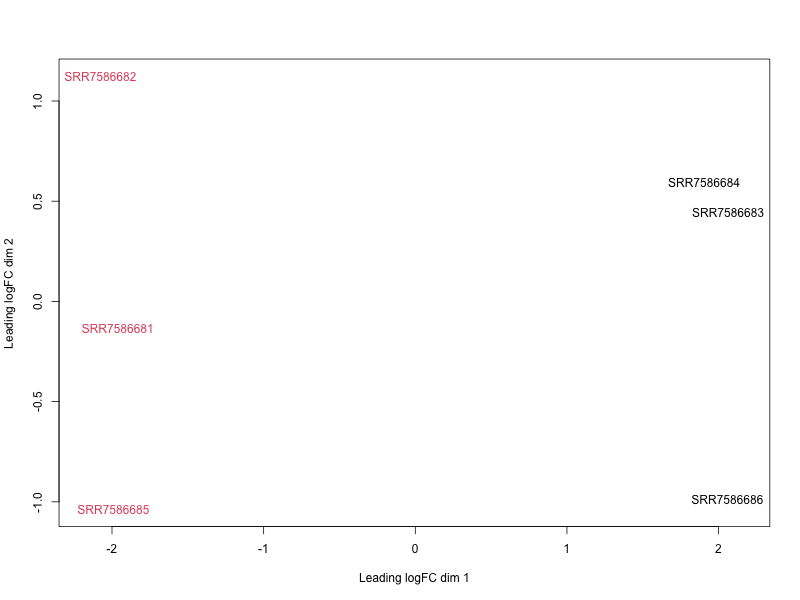 SRR7586682
1.0
SRR7586684
0.5
SRR7586683
Leading logFC dim 2
0.0
SRR7586681
-0.5
-1.0
SRR7586686
SRR7586685
-2 -1 0 1 2
Leading logFC dim 1